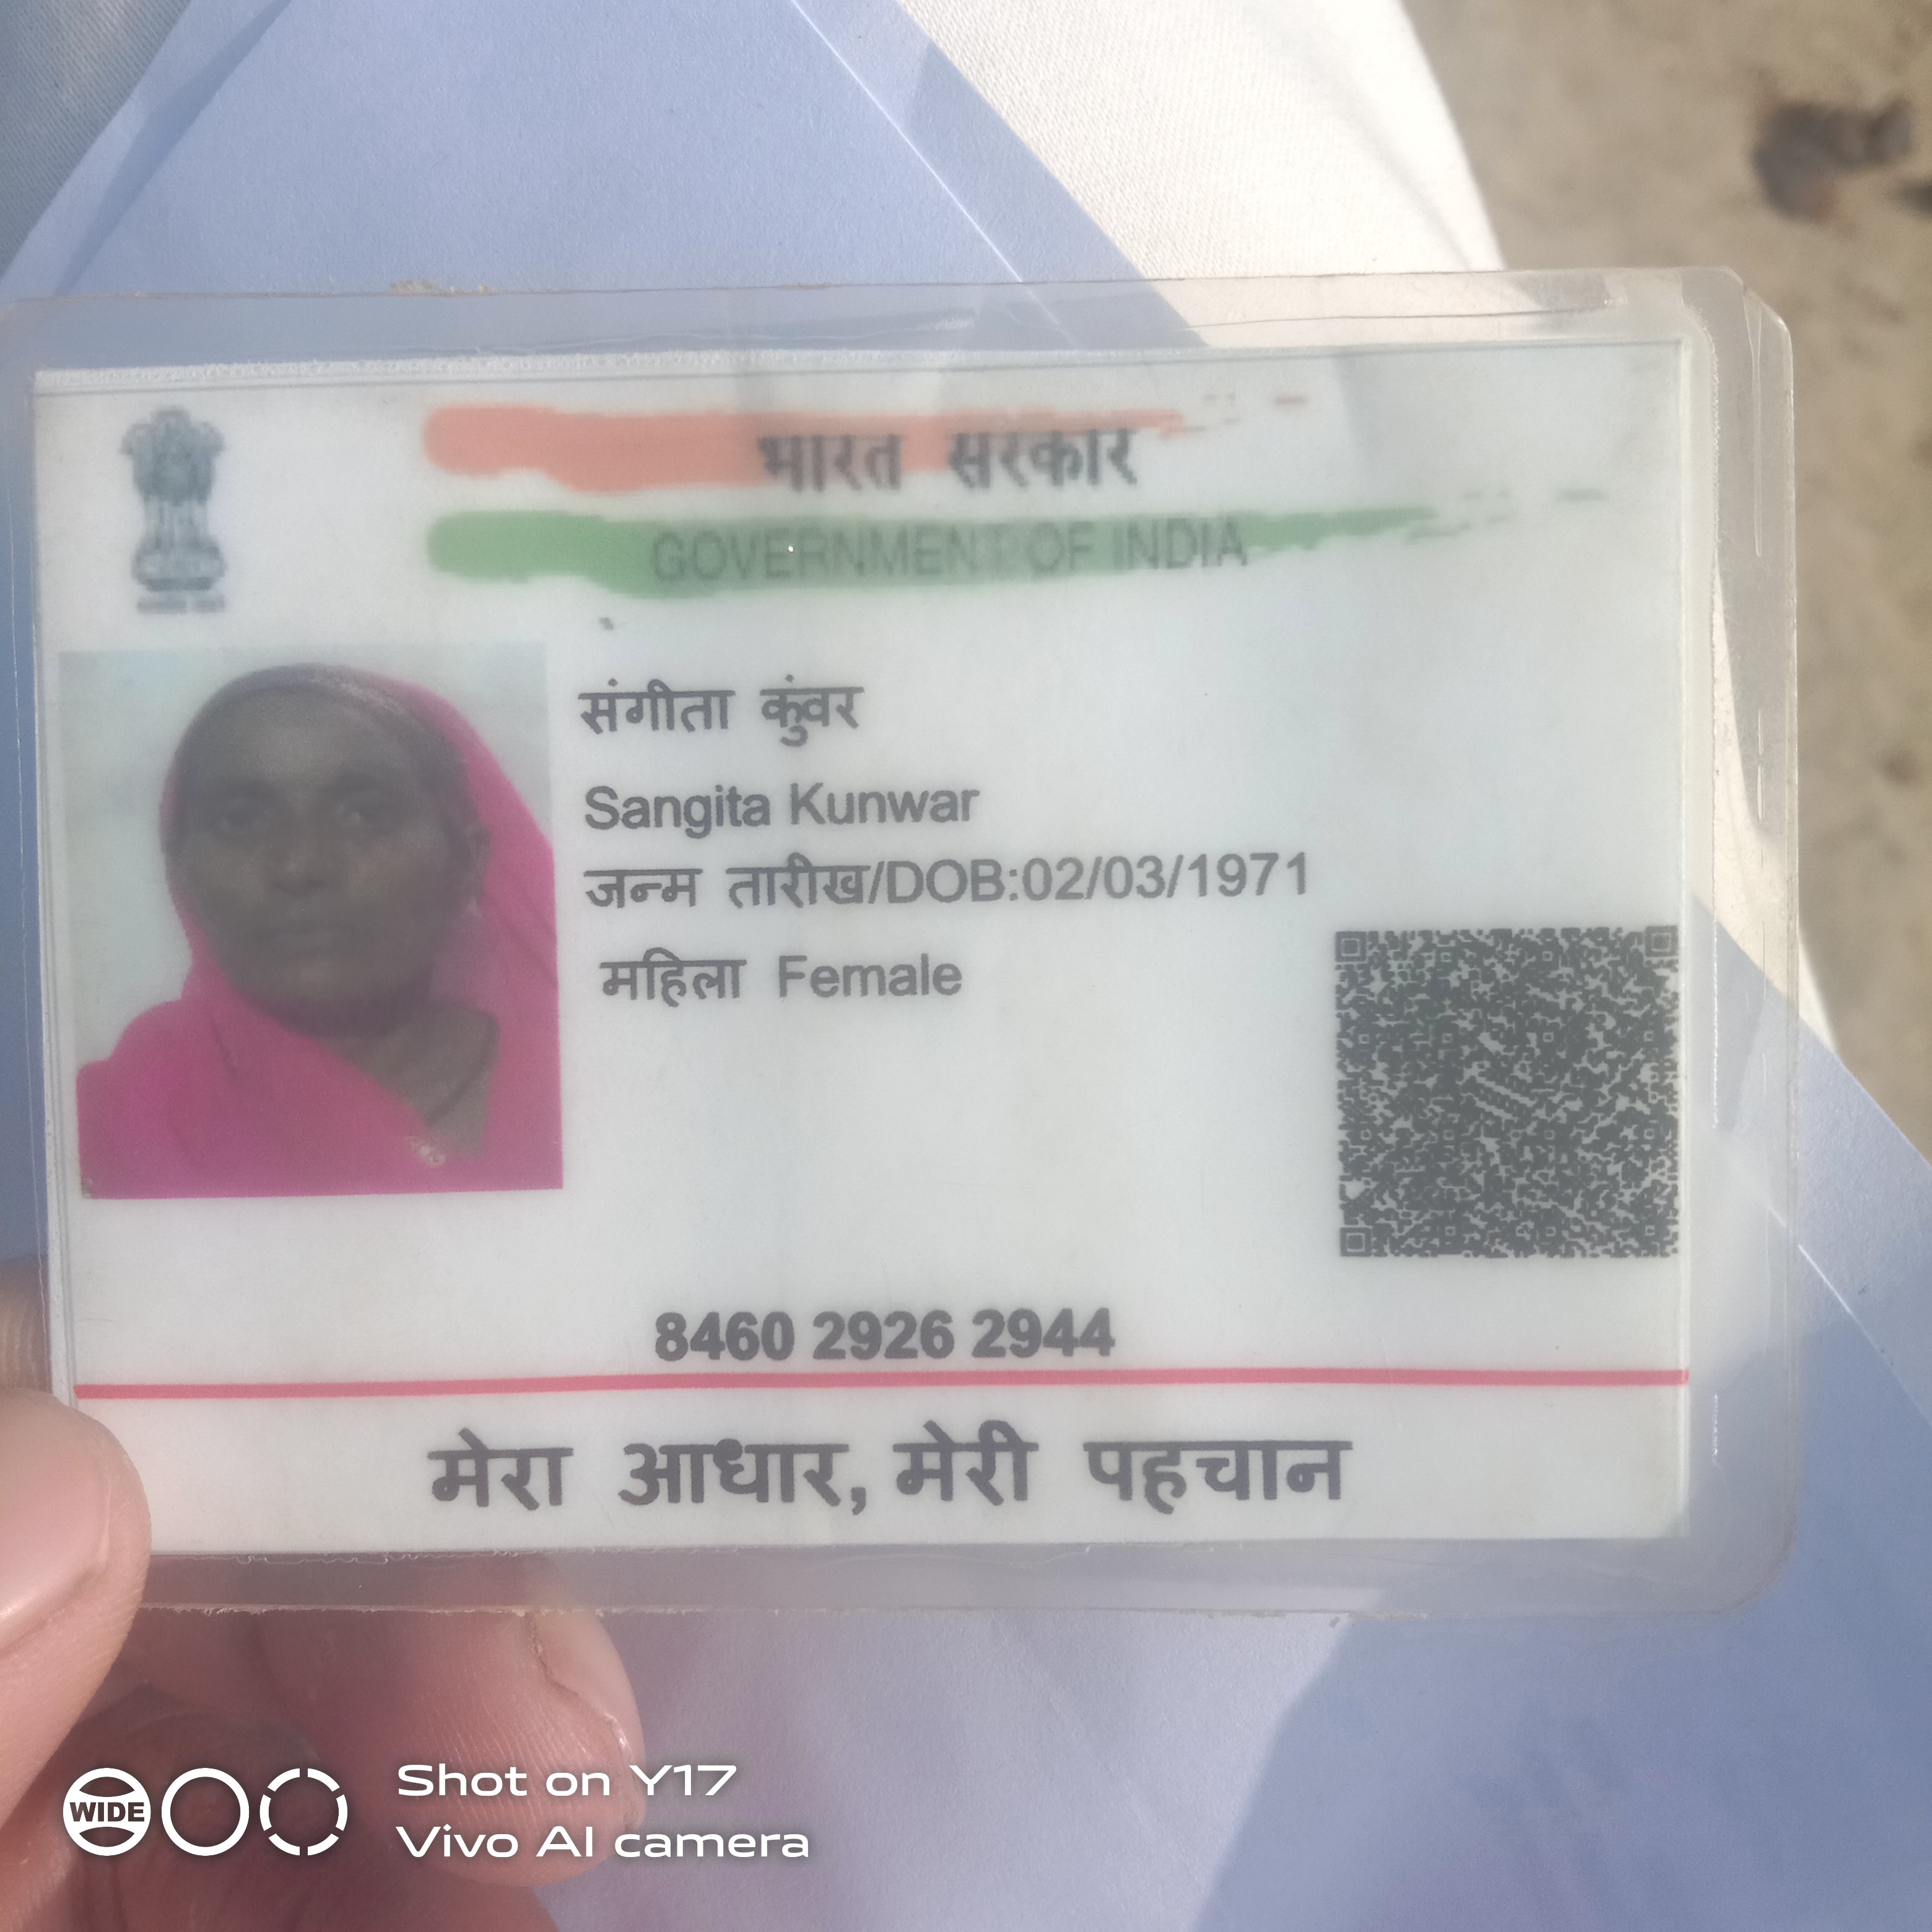 भारत सरकार
GOVERNMENT OF INDIA
संगीता कुंवर
Sangita Kunwar
जन्म तारीख/DOB:02/03/1971
महिला Female
8460 2926 2944
मेरा आधार, मेरी पहचान
WIDE
Shot on Y17
Vivo AI camera